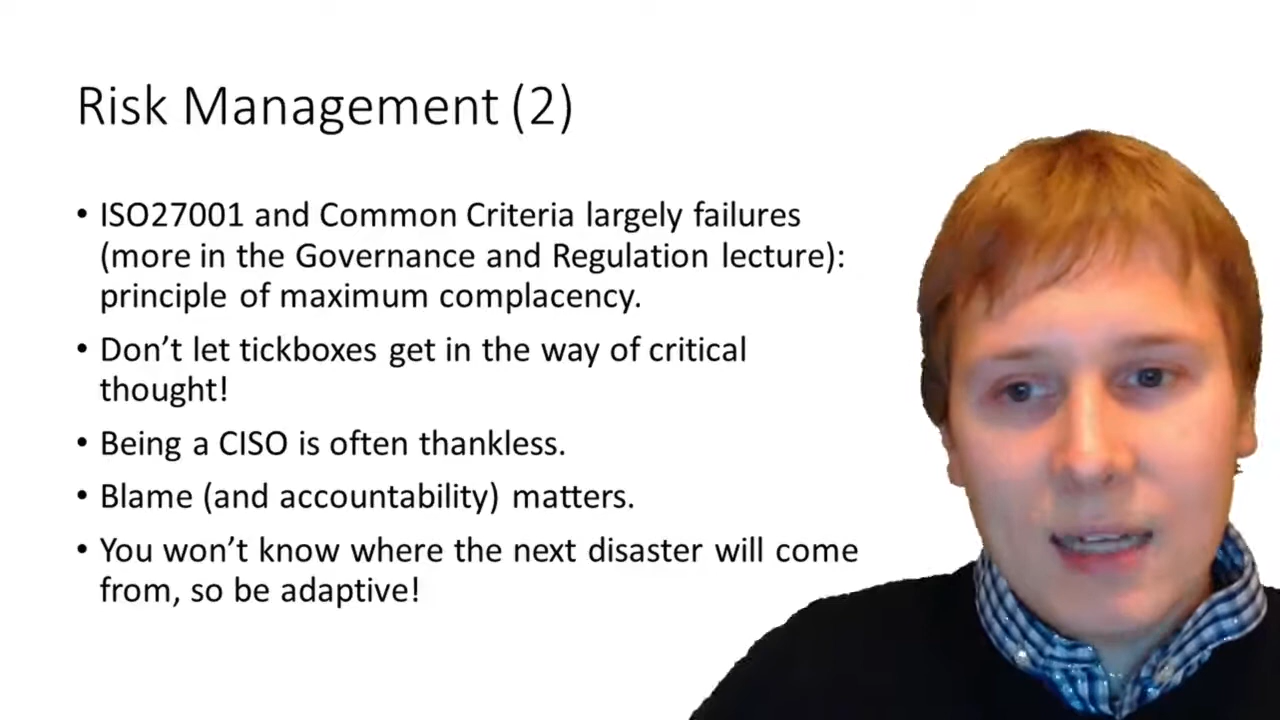 Risk Management (2)
• ISO27001 and Common Criteria largely failures
(more in the Governance and Regulation lecture):
principle of maximum complacency.
• Don’t let tickboxes get in the way of critical
thought!
• Being a CISO is often thankless.
• Blame (and accountability) matters.
• You won’t know where the next disaster will come
from, so be adaptive!